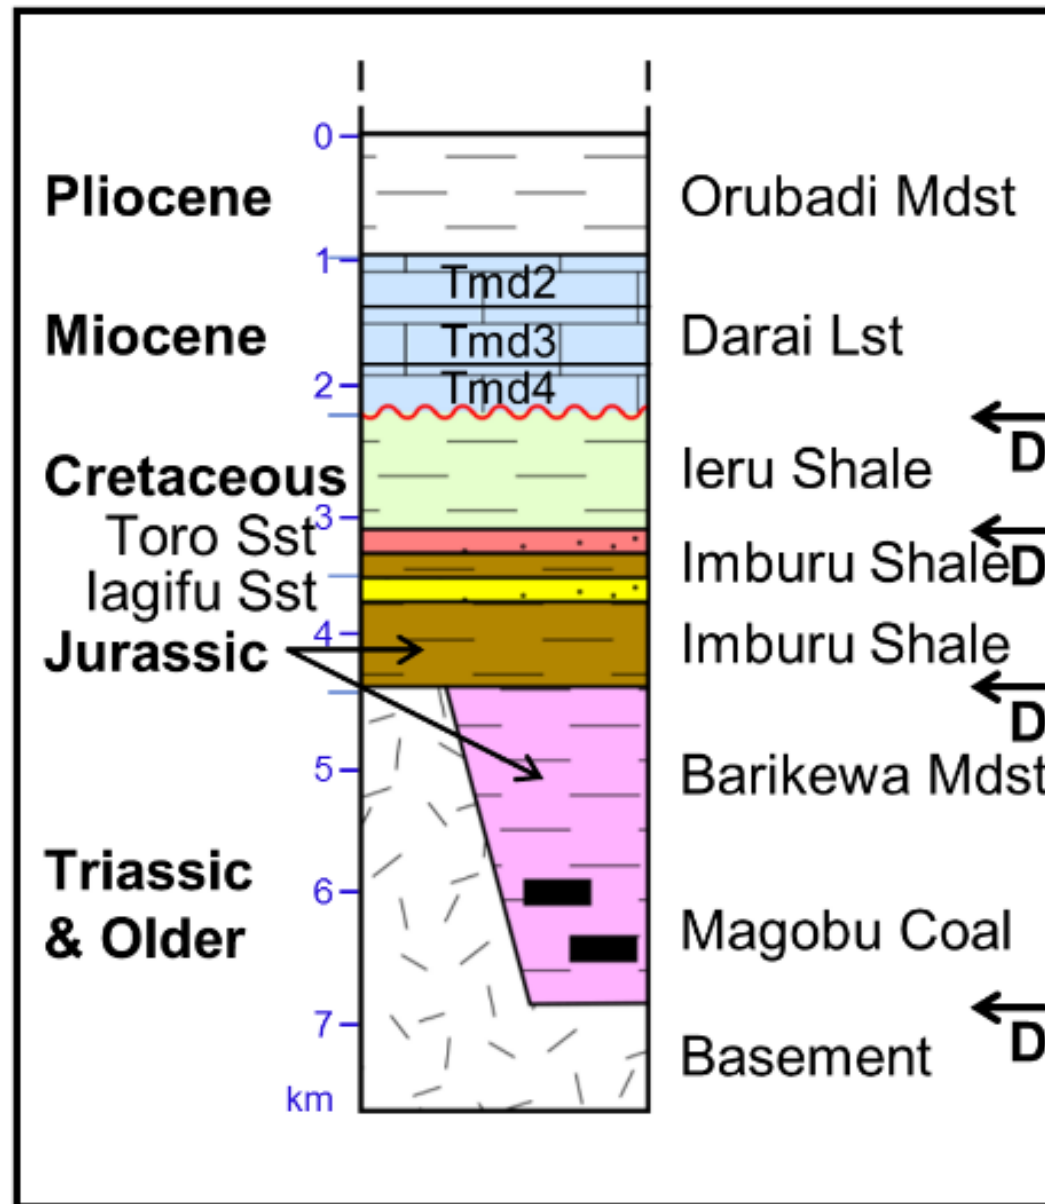 0
Pliocene
Orubadi Mdst
1
Tmd2
Miocene
Tmd3
Darai Lst
2
Tmd4
D
Cretaceous
Ieru Shale
3
Toro Sst
Imburu Shale
D
Iagifu Sst
4
Jurassic
Imburu Shale
D
5
Barikewa Mdst
Triassic
& Older
6
Magobu Coal
7
D
Basement
km